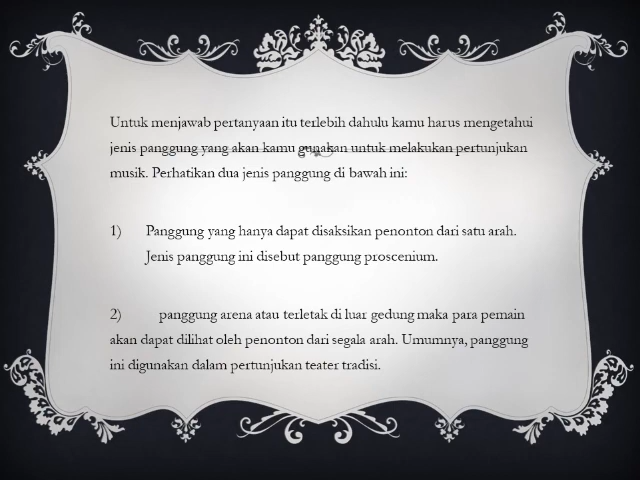 Untuk menjawab pertanyaan itu terlebih dahulu kamu harus mengetahui
jenis panggung yang akan kamu gunakan untuk melakukan pertunjukan
musik. Perhatikan dua jenis panggung di bawah ini:
1) Panggung yang hanya dapat disaksikan penonton dari satu arah.
Jenis panggung ini disebut panggung proscenium.
2) panggung arena atau terletak di luar gedung maka para pemain
akan dapat dilihat oleh penonton dari segala arah. Umumnya, panggung
ini digunakan dalam pertunjukan teater tradisi.